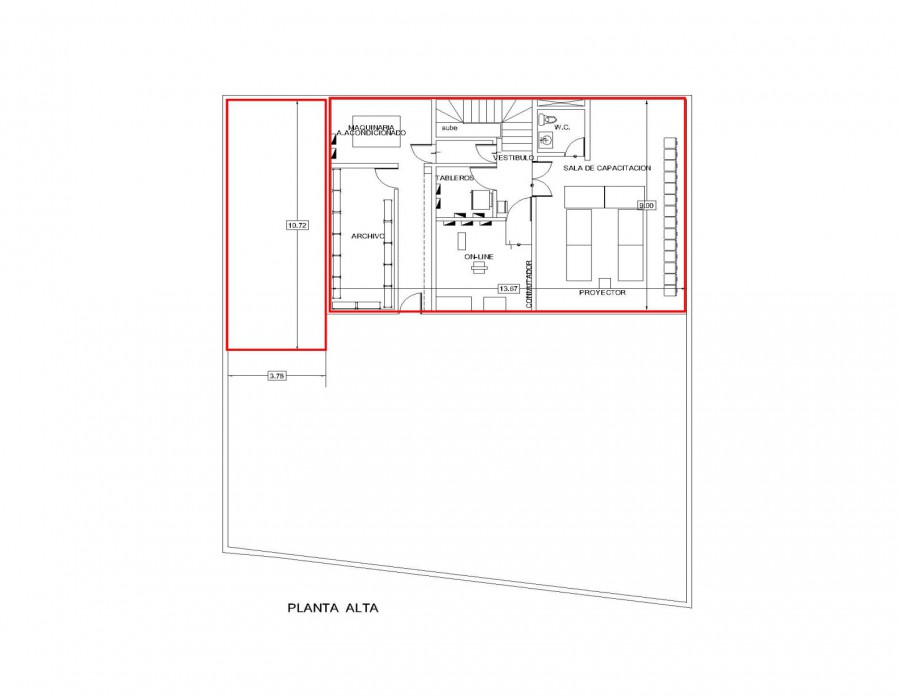 MAQUINARIA
A.ACONDICIONADO
sube
W.C.
VESTIBULO
SALA DE CAPACITACION
TABLEROS
9.00
10.72
ARCHIVO
ON-LINE
CONMUTADOR
13.67
PROYECTOR
3.75
PLANTA ALTA